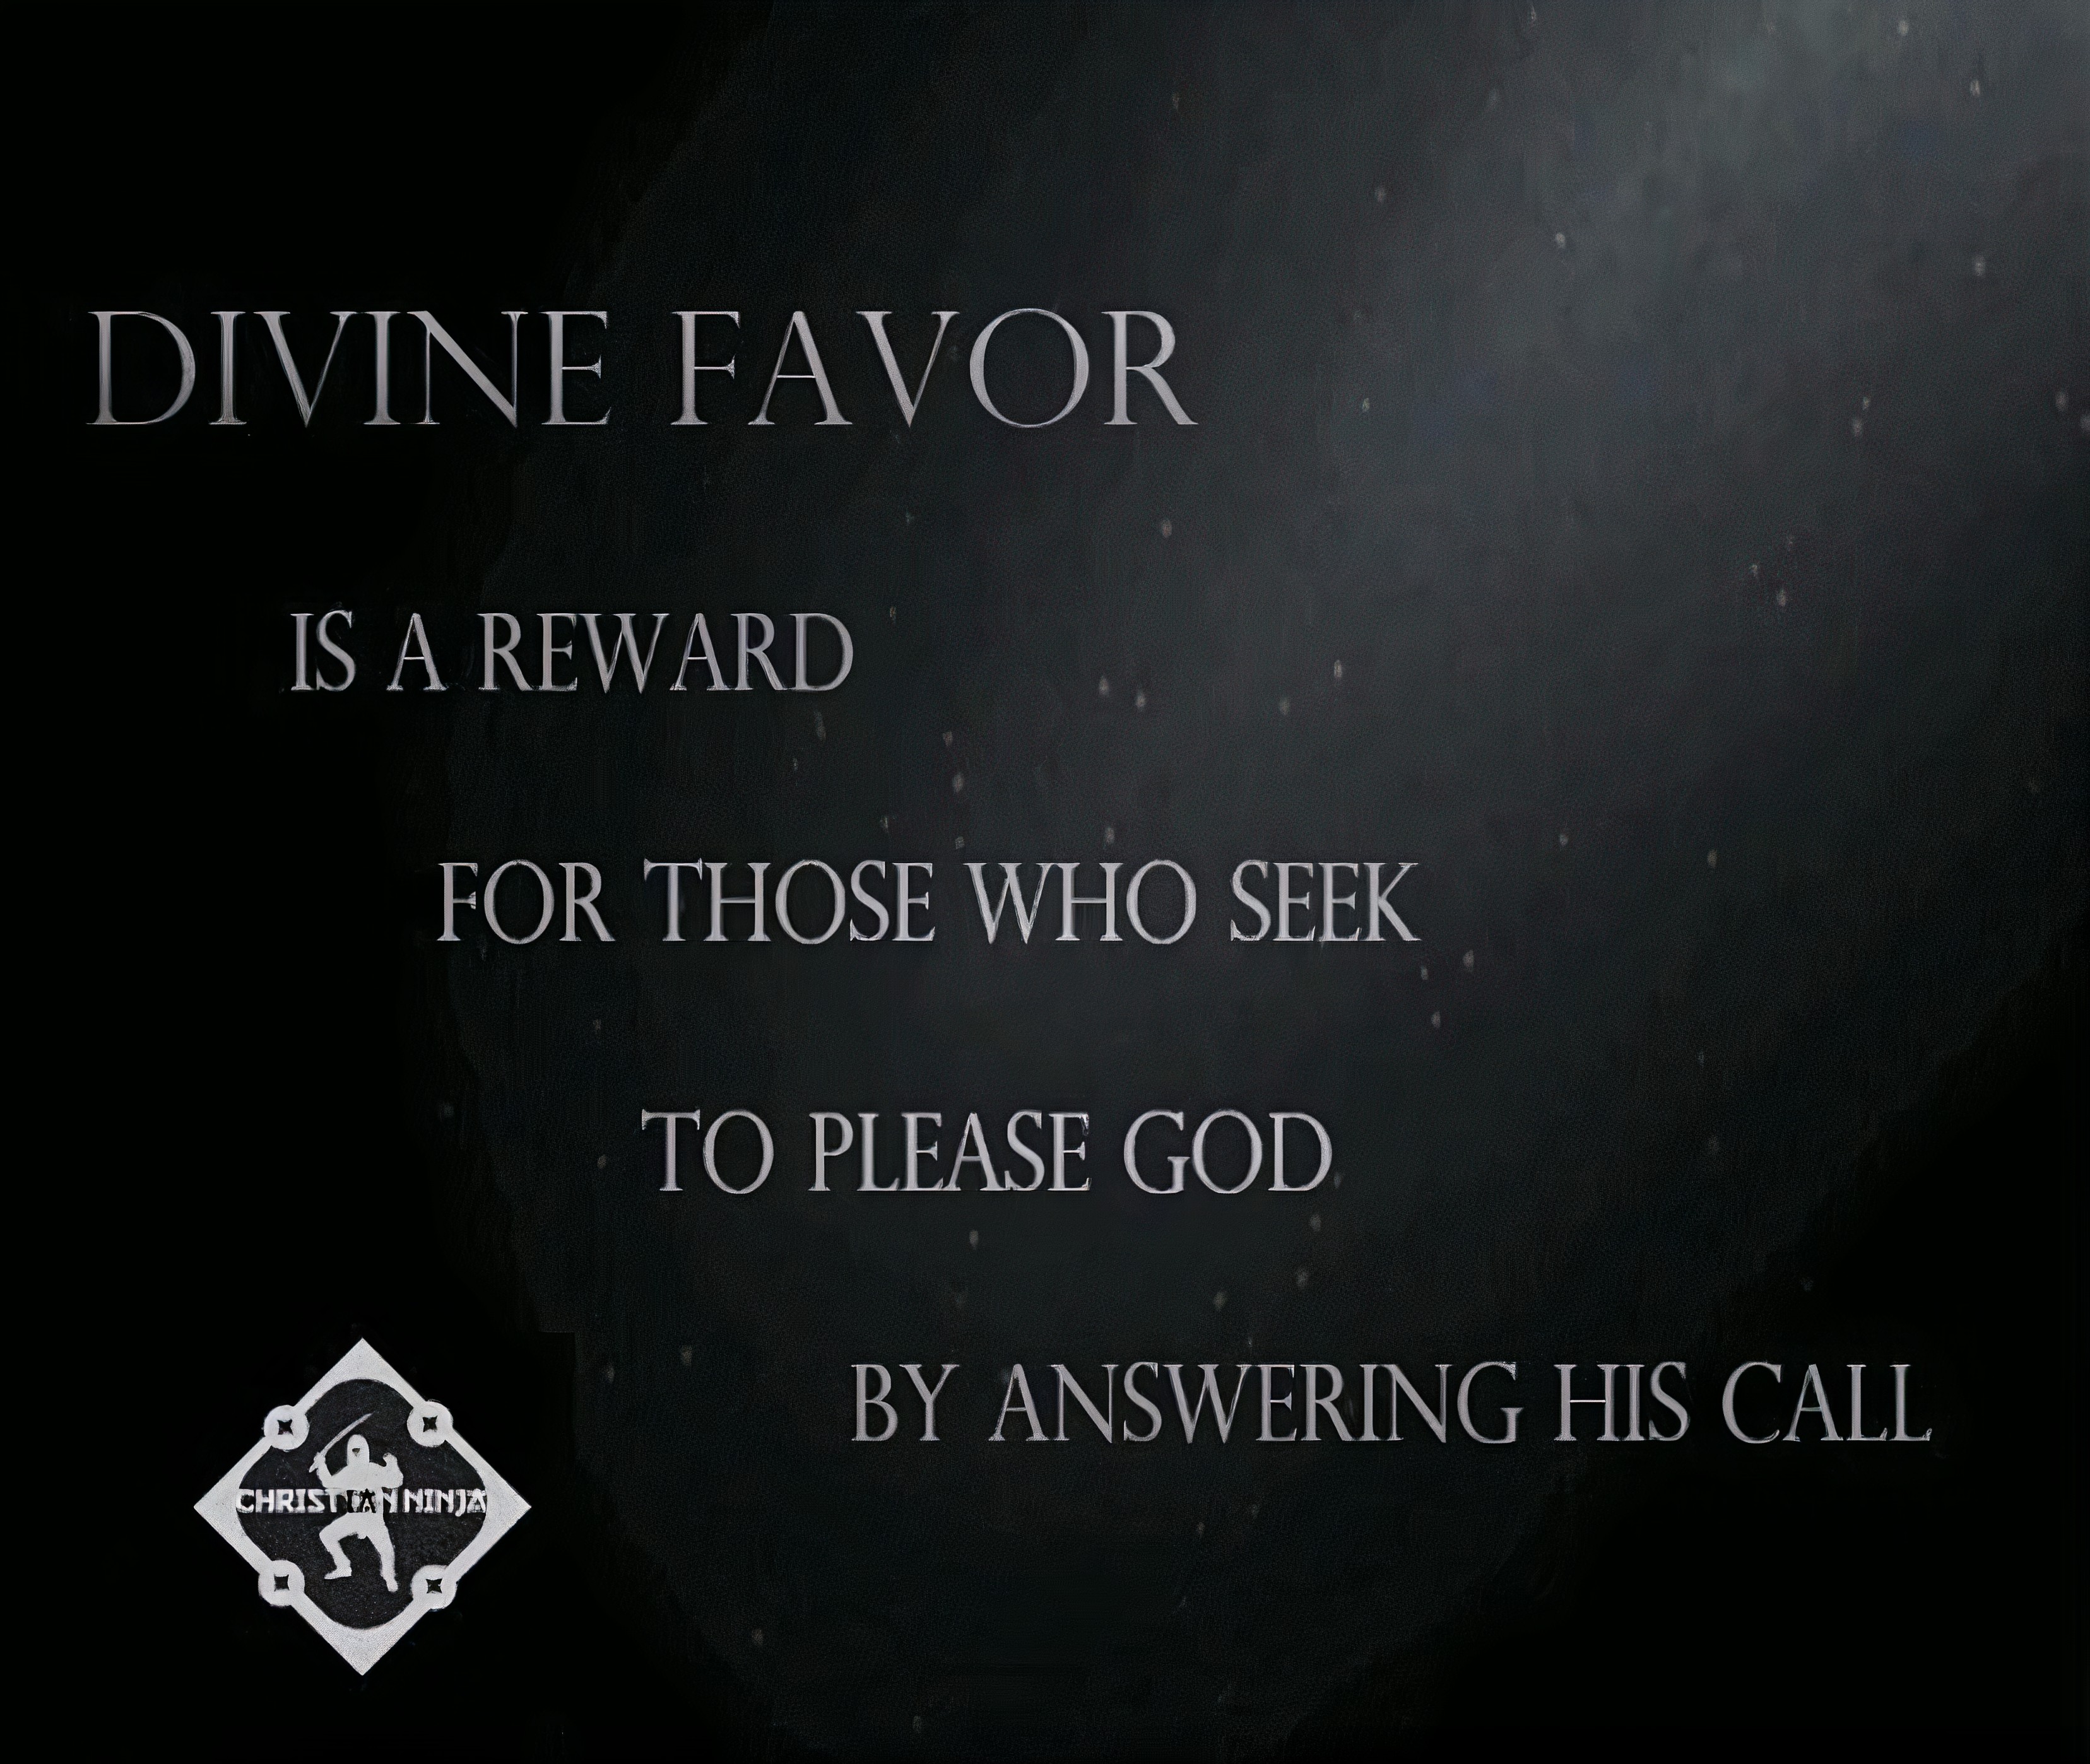 DIVINE FAVOR
IS A REWARD
FOR THOSE WHO SEEK
TO PLEASE GOD
BY ANSWERING HIS CALL
CHRISTIAN NINJA